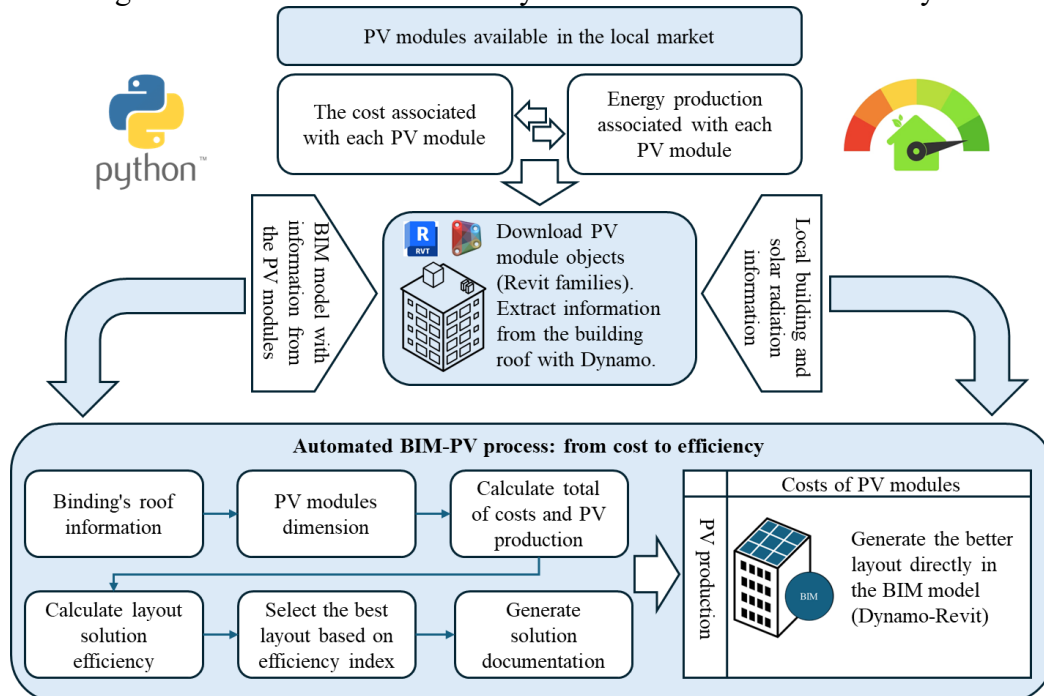 PV modules available in the local market
The cost associated
with each PV module
Energy production
associated with each
PV module
python™
BIM model with
information from
the PV modules
R
RVT
Download PV
module objects
(Revit families).
Extract information
from the building
roof with Dynamo.
Local building and
solar radiation
information
Automated BIM-PV process: from cost to efficiency
Binding's roof
information
PV modules
dimension
Calculate total
of costs and PV
production
Calculate layout
solution
efficiency
Select the best
layout based on
efficiency index
Generate
solution
documentation
Costs of PV modules
PV production
BIM
Generate the better
layout directly in
the BIM model
(Dynamo-Revit)